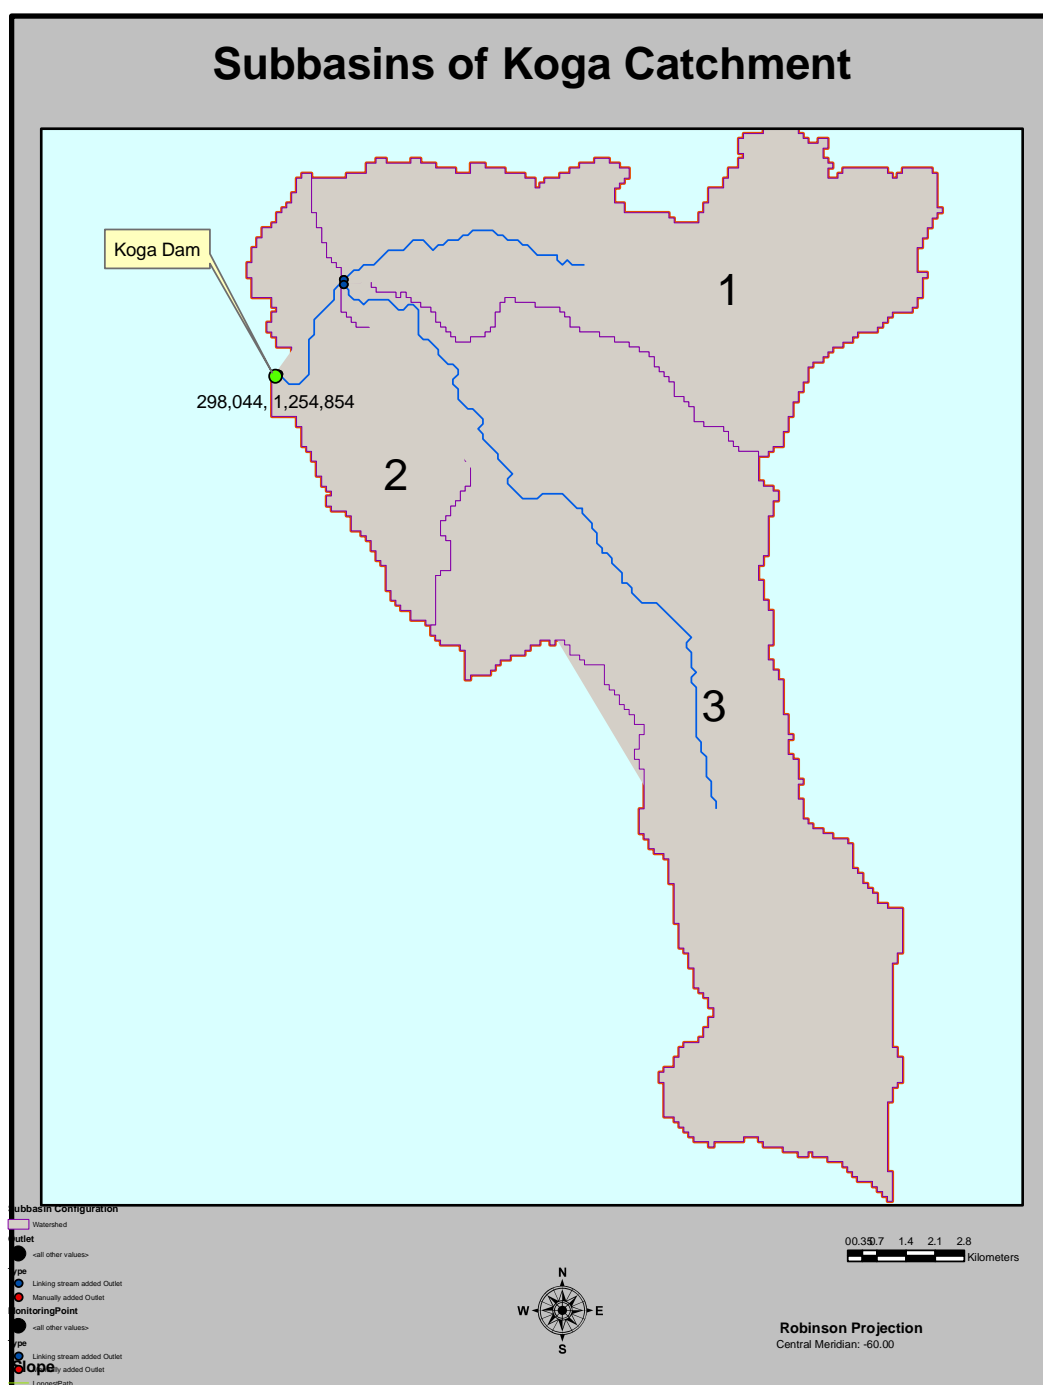 Subbasins of Koga Catchment
Koga Dam
1
298,044, 1,254,854
2
3
Subbasin Configuration
Watershed
Outlet
<all other values>
Type
Linking stream added Outlet
Manually added Outlet
MonitoringPoint
<all other values>
Type
Linking stream added Outlet
added Outlet
Slope
LongestPath
0 0.35 0.7 1.4 2.1 2.8
Kilometers
N
W E
S
Robinson Projection
Central Meridian: -60.00